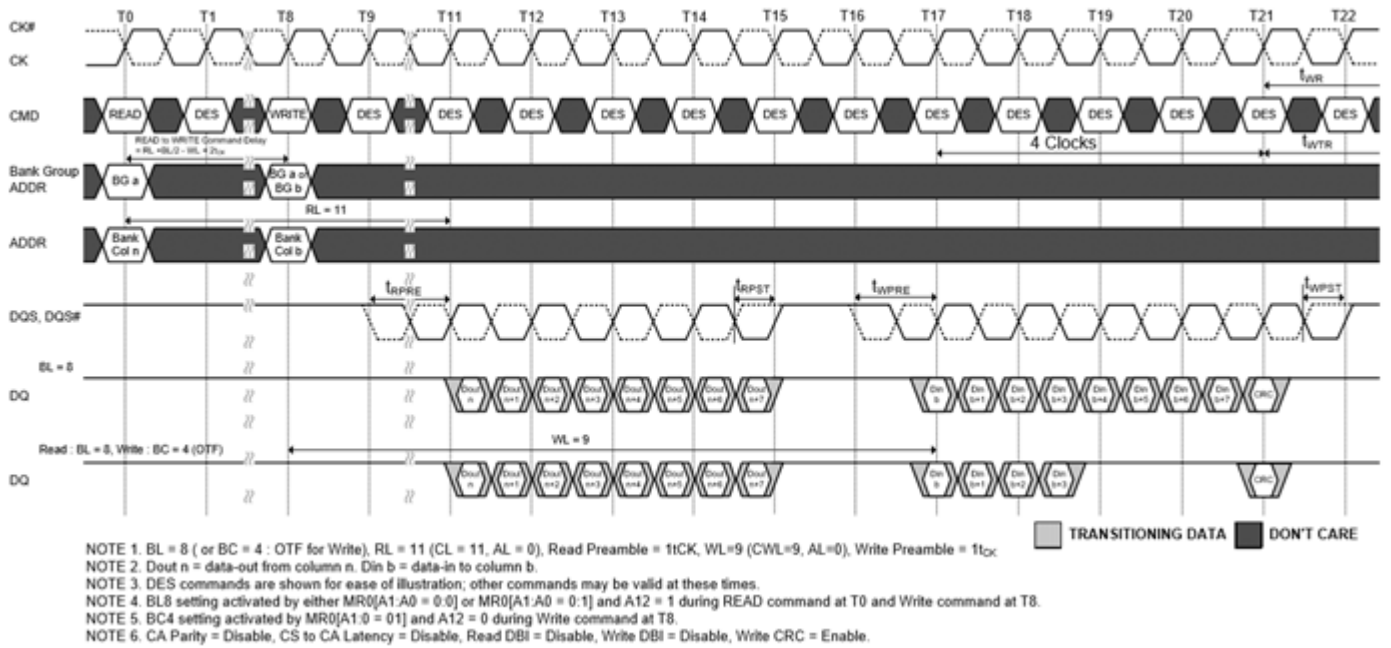 T0 T1 T8 T9 T11 T12 T13 T14 T15 T16 T17 T18 T19 T20 T21 T22
CK#
CK
tWR
CMD READ DES WRITE DES DES DES DES DES DES DES DES DES DES DES DES DES
READ to WRITE Command Delay
= RL +BL/2 - WL + 2tCK
4 Clocks
tWTR
Bank Group
ADDR
BG a
BG a or
BG b
RL = 11
ADDR
Bank
Col n
Bank
Col b
tRPRE tRPST tWPRE tWPST
DQS, DQS#
BL = 8
DQ
Dout n Dout n+1 Dout n+2 Dout n+3 Dout n+4 Dout n+5 Dout n+6 Dout n+7 Din b Din b+1 Din b+2 Din b+3 Din b+4 Din b+5 Din b+6 Din b+7 CRC
Read : BL = 8, Write : BC = 4 (OTF)
WL = 9
DQ
Dout n Dout n+1 Dout n+2 Dout n+3 Dout n+4 Dout n+5 Dout n+6 Dout n+7 Din b Din b+1 Din b+2 Din b+3 CRC
TRANSITIONING DATA DON'T CARE
NOTE 1. BL = 8 ( or BC = 4 : OTF for Write), RL = 11 (CL = 11, AL = 0), Read Preamble = 1tCK, WL=9 (CWL=9, AL=0), Write Preamble = 1tCK
NOTE 2. Dout n = data-out from column n. Din b = data-in to column b.
NOTE 3. DES commands are shown for ease of illustration; other commands may be valid at these times.
NOTE 4. BL8 setting activated by either MR0[A1:A0 = 0:0] or MR0[A1:A0 = 0:1] and A12 = 1 during READ command at T0 and Write command at T8.
NOTE 5. BC4 setting activated by MR0[A1:0 = 01] and A12 = 0 during Write command at T8.
NOTE 6. CA Parity = Disable, CS to CA Latency = Disable, Read DBI = Disable, Write DBI = Disable, Write CRC = Enable.